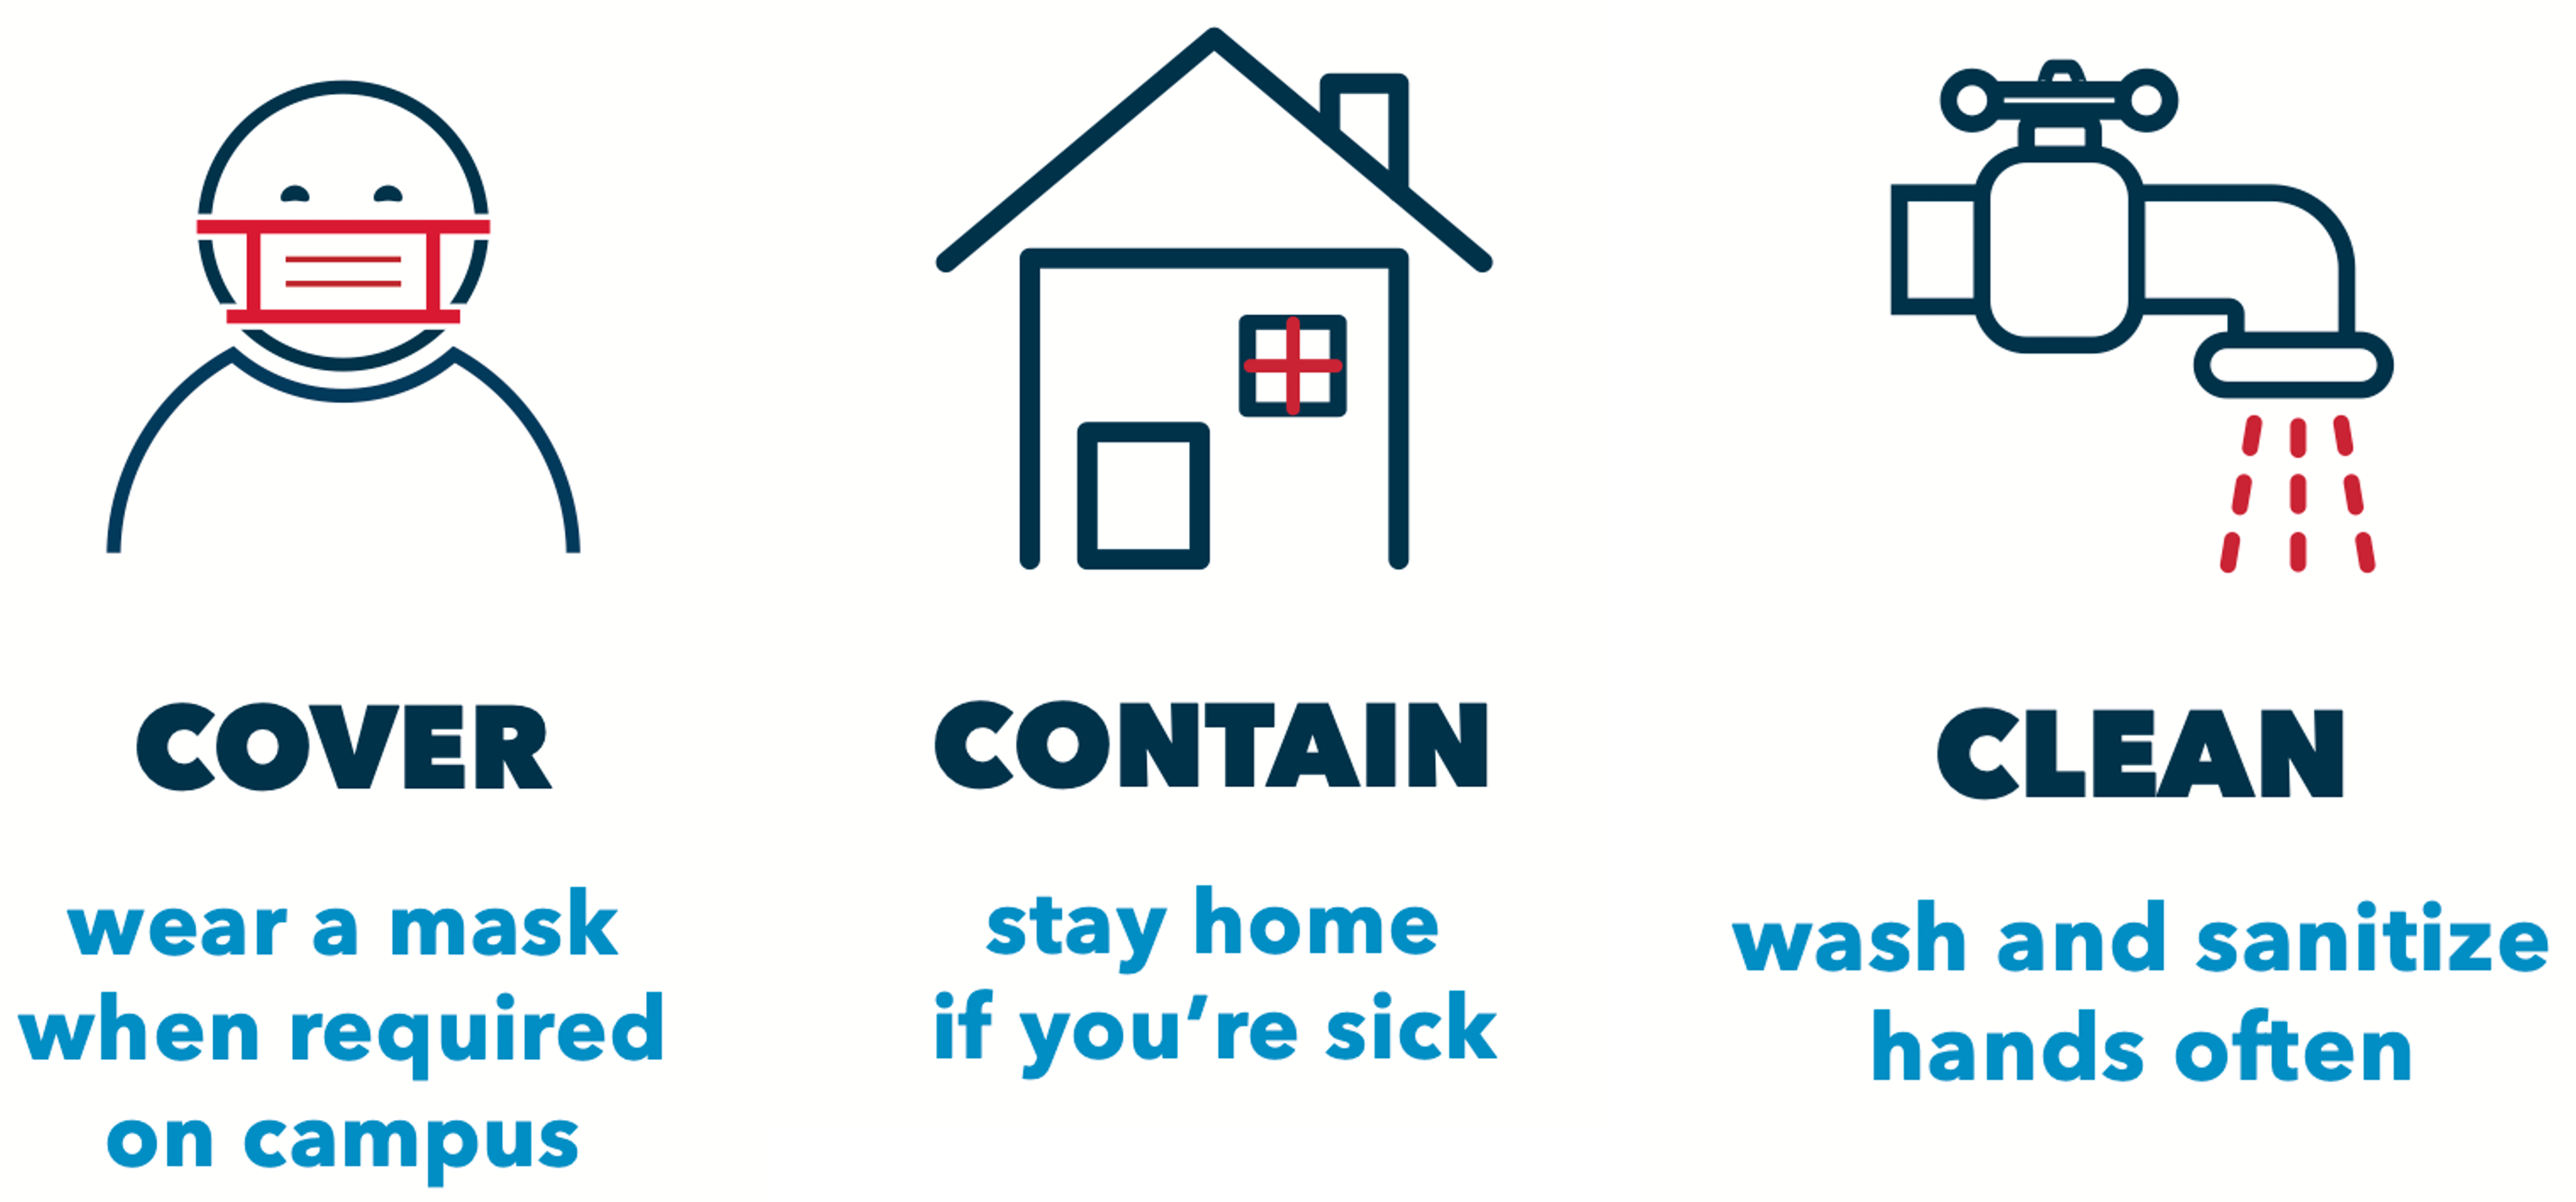 COVER
wear a mask
when required
on campus
CONTAIN
stay home
if you’re sick
CLEAN
wash and sanitize
hands often